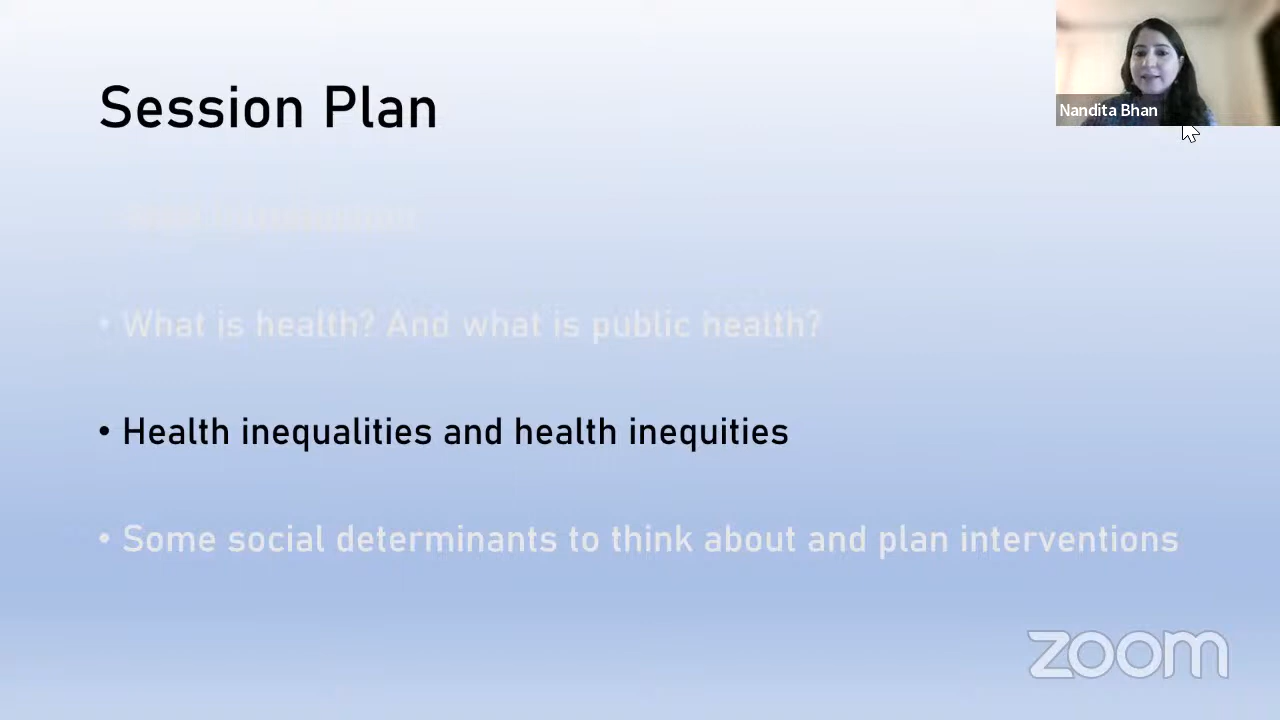 Session Plan
Nandita Bhan
• What is health? And what is public health?
• Health inequalities and health inequities
• Some social determinants to think about and plan interventions
zoom